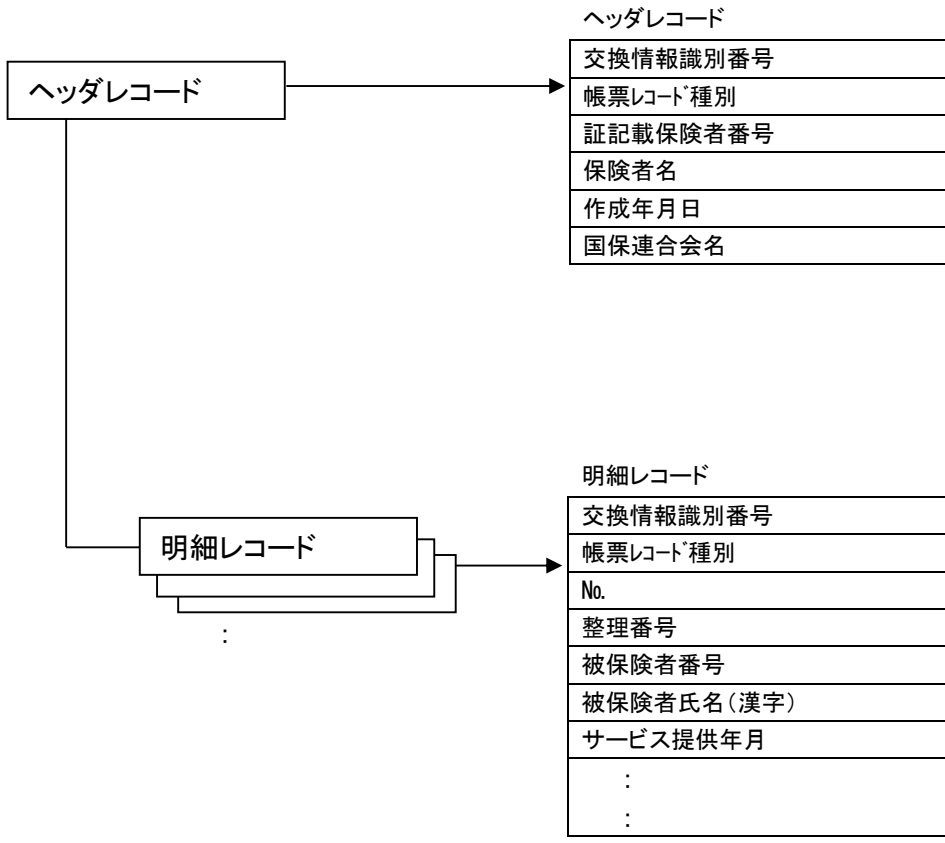 ヘッダレコード
ヘッダレコード
交換情報識別番号
帳票ﾚｺｰﾄﾞ種別
証記載保険者番号
保険者名
作成年月日
国保連合会名
明細レコード
:
明細レコード
交換情報識別番号
帳票ﾚｺｰﾄﾞ種別
№
整理番号
被保険者番号
被保険者氏名(漢字)
サービス提供年月
:
: